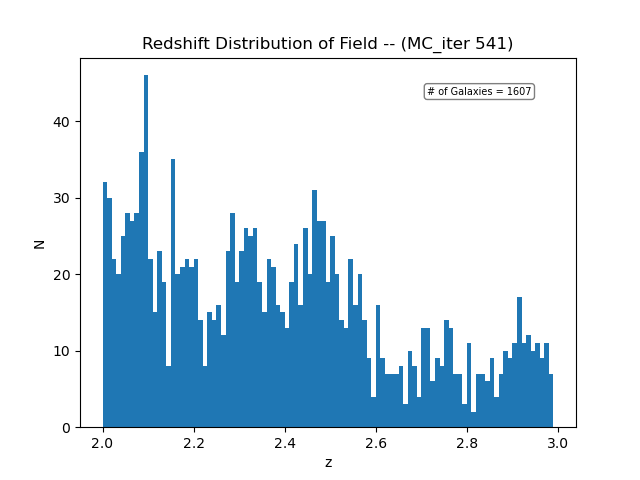 Redshift Distribution of Field -- (MC_iter 541)
# of Galaxies = 1607
N
40
30
20
10
0
2.0 2.2 2.4 2.6 2.8 3.0
z